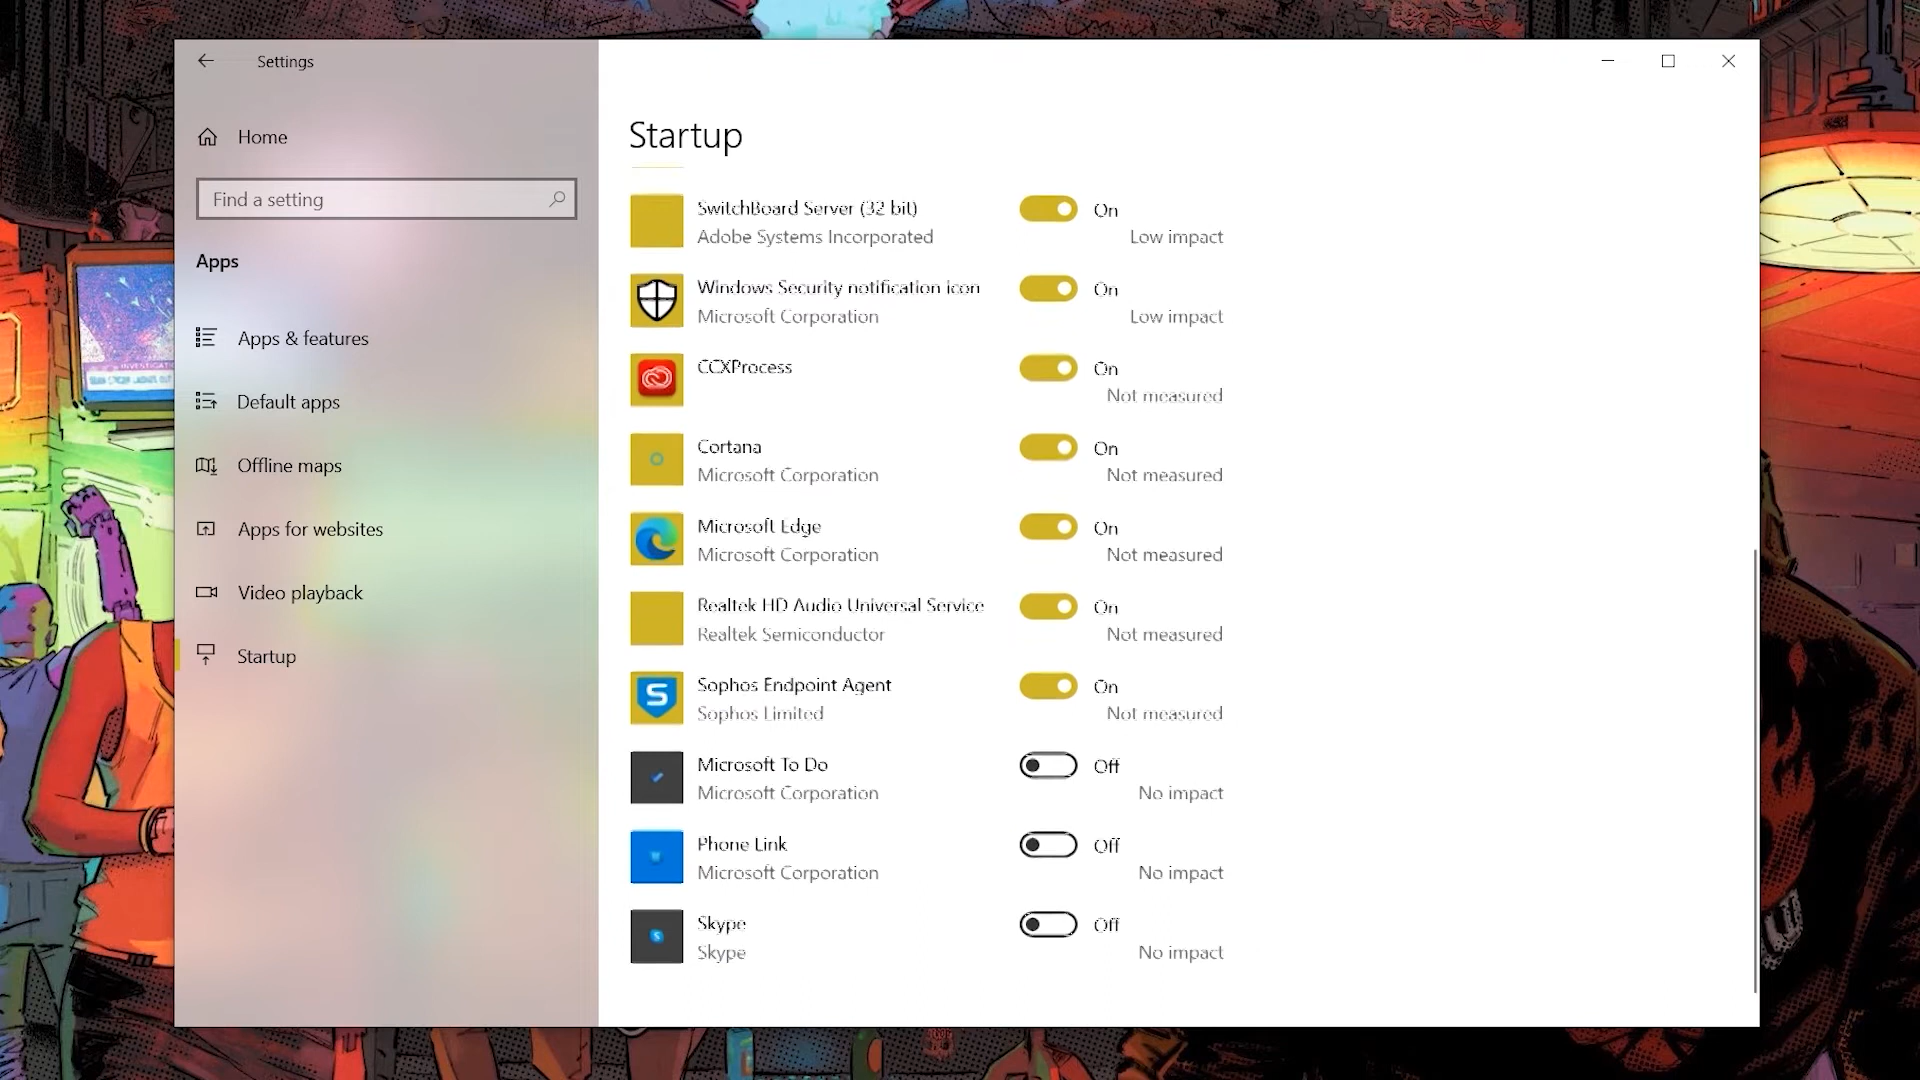 Settings
Home
Find a setting
Apps
Apps & features
Default apps
Offline maps
Apps for websites
Video playback
Startup
Startup
SwitchBoard Server (32 bit)
On
Adobe Systems Incorporated
Low impact
Windows Security notification icon
On
Microsoft Corporation
Low impact
CCXProcess
On
Not measured
Cortana
On
Microsoft Corporation
Not measured
Microsoft Edge
On
Microsoft Corporation
Not measured
Realtek HD Audio Universal Service
On
Realtek Semiconductor
Not measured
Sophos Endpoint Agent
On
Sophos Limited
Not measured
Microsoft To Do
Off
Microsoft Corporation
No impact
Phone Link
Off
Microsoft Corporation
No impact
Skype
Off
Skype
No impact